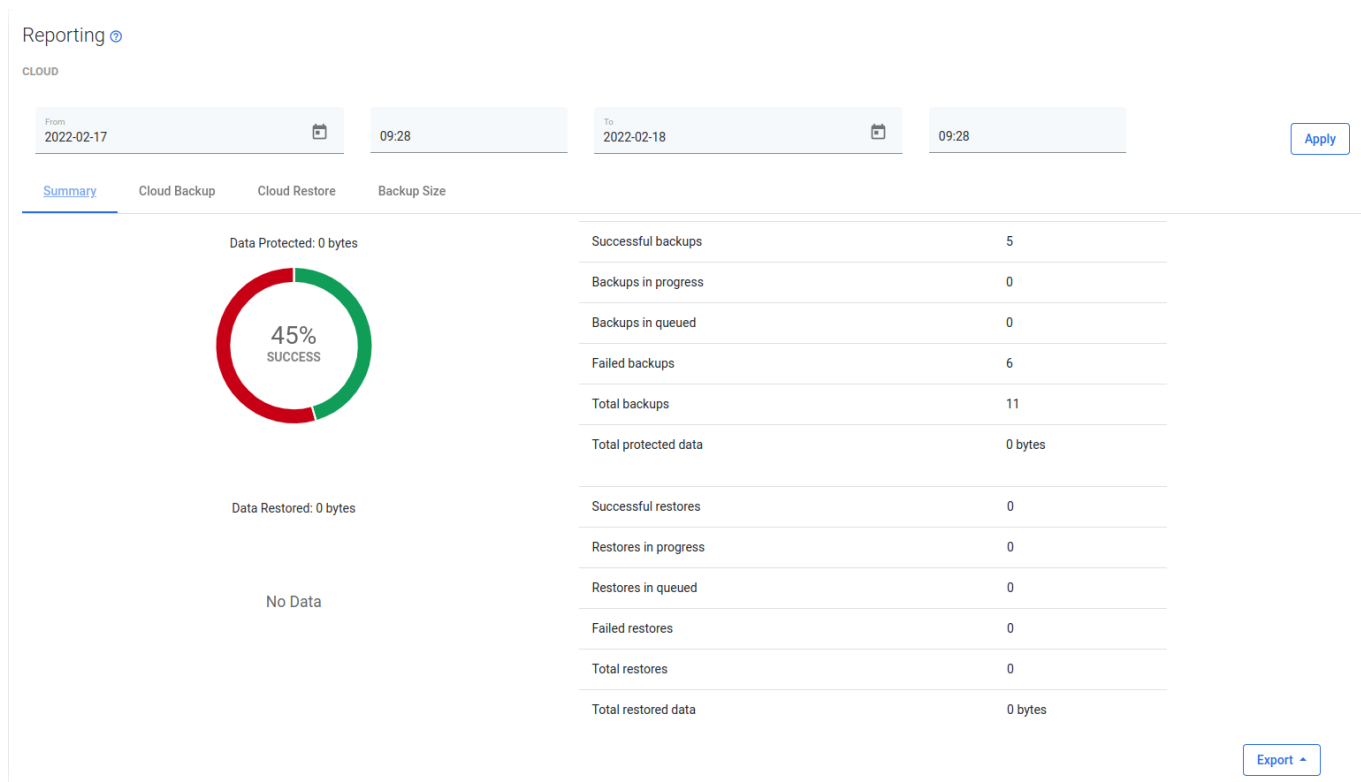 Reporting
CLOUD
From
2022-02-17
09:28
To
2022-02-18
09:28
Apply
Summary Cloud Backup Cloud Restore Backup Size
Data Protected: 0 bytes
45%
SUCCESS
Successful backups 5
Backups in progress 0
Backups in queued 0
Failed backups 6
Total backups 11
Total protected data 0 bytes
Data Restored: 0 bytes
No Data
Successful restores 0
Restores in progress 0
Restores in queued 0
Failed restores 0
Total restores 0
Total restored data 0 bytes
Export